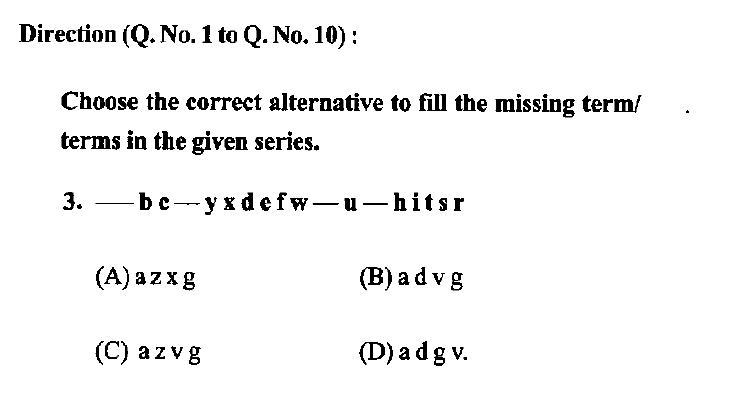 Direction (Q. No. 1 to Q. No. 10) :
Choose the correct alternative to fill the missing term/
terms in the given series.
3. — b c — y x d e f w — u — h i t s r
(A) a z x g (B) a d v g
(C) a z v g (D) a d g v.